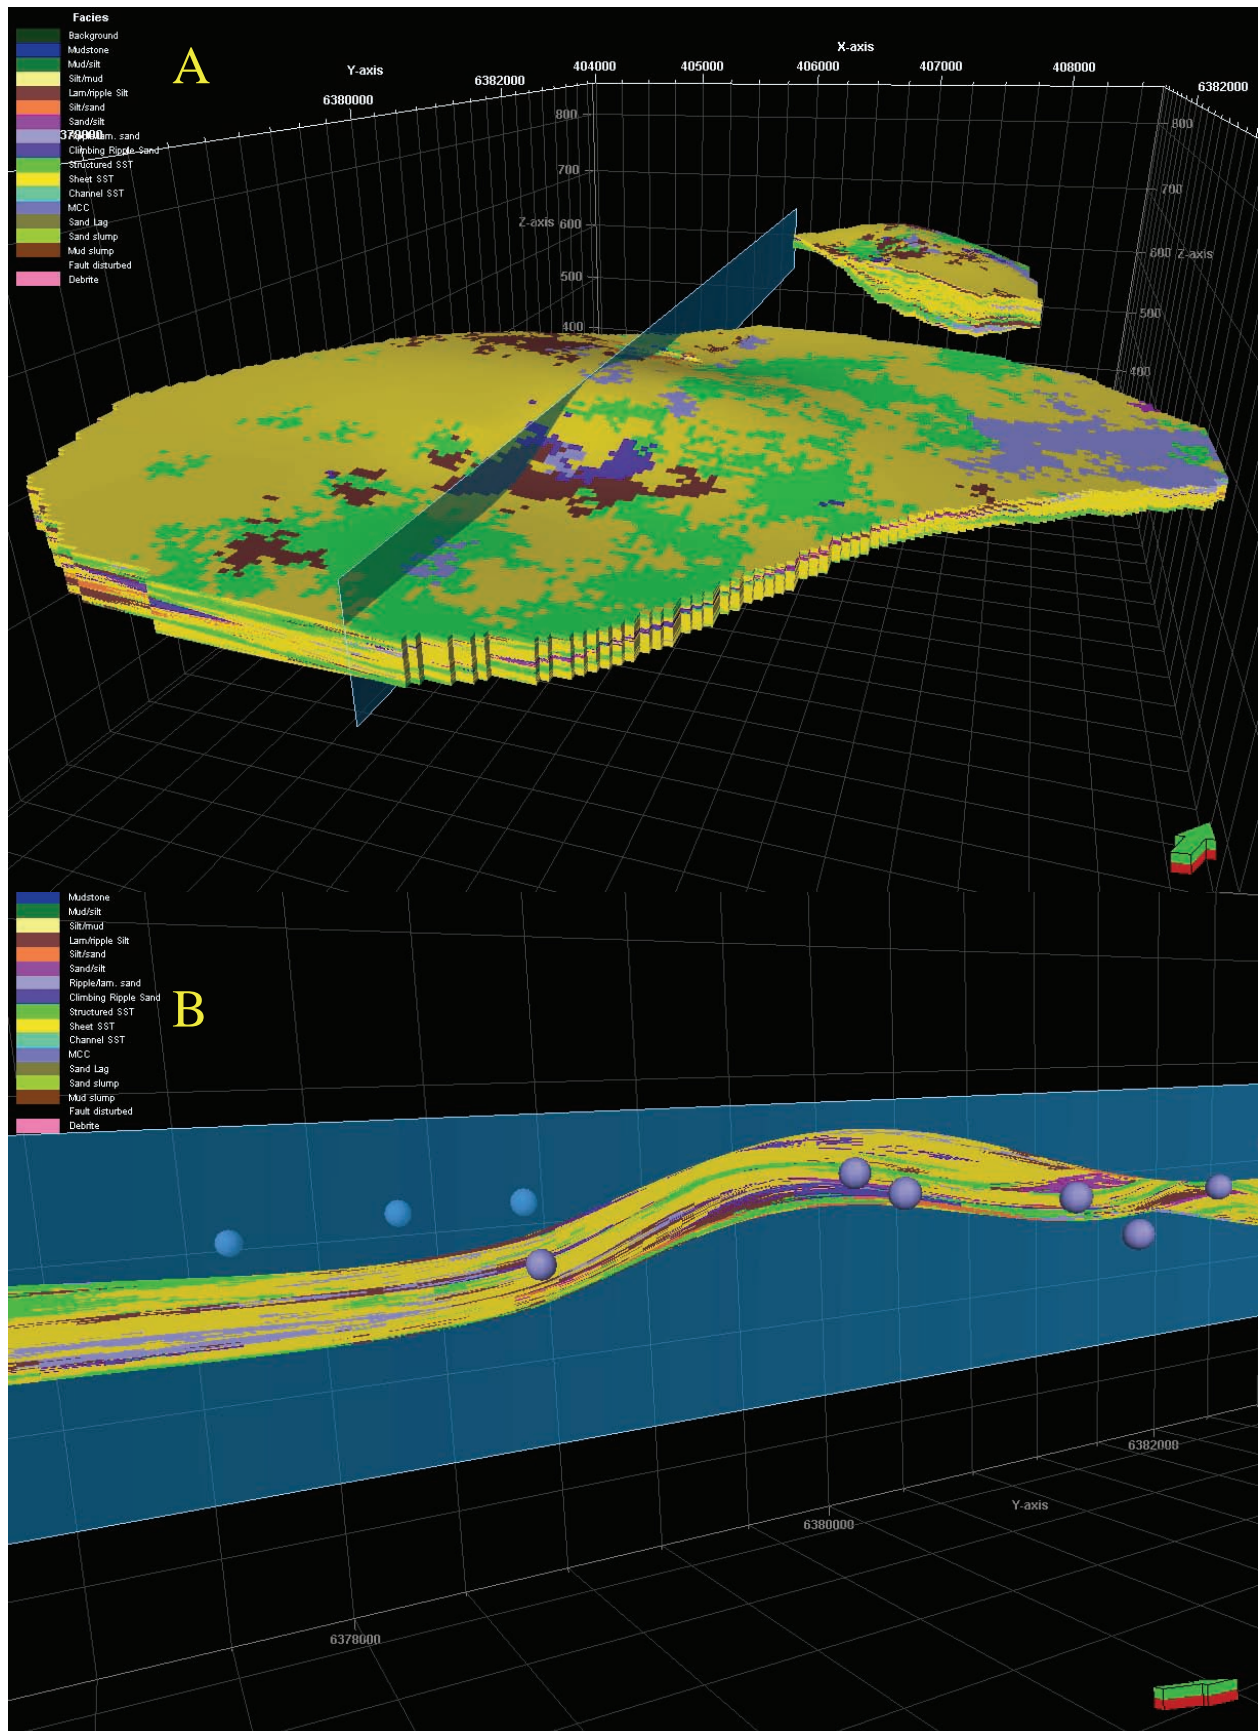 Facies
Background
Mudstone
Mud/silt
Silt/mud
Lam/ripple Silt
Silt/sand
Sand/silt
lam. sand
Climbing Ripple Sand
Structured SST
Sheet SST
Channel SST
MCC
Sand Lag
Sand slump
Mud slump
Fault disturbed
Debrite
A
Y-axis
X-axis
6380000
6382000
404000
405000
406000
407000
408000
6382000
800
700
Z-axis 600
500
400
800
700
600 Z-axis
500
400
Mudstone
Mud/silt
Silt/mud
Lam/ripple Silt
Silt/sand
Sand/silt
Ripple/lam. sand
Climbing Ripple Sand
Structured SST
Sheet SST
Channel SST
MCC
Sand Lag
Sand slump
Mud slump
Fault disturbed
Debrite
B
6382000
Y-axis
6380000
6378000